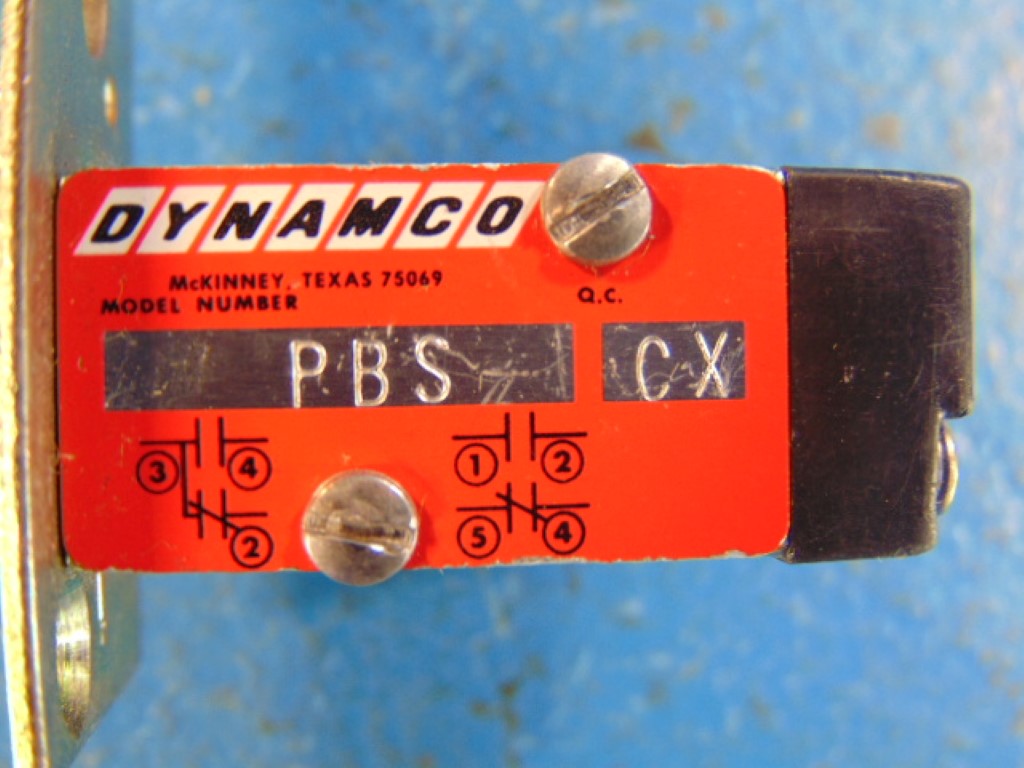 DYNAMCO
McKINNEY, TEXAS 75069
MODEL NUMBER
Q.C.
PBS CX
3 4 1 2
2 5 4